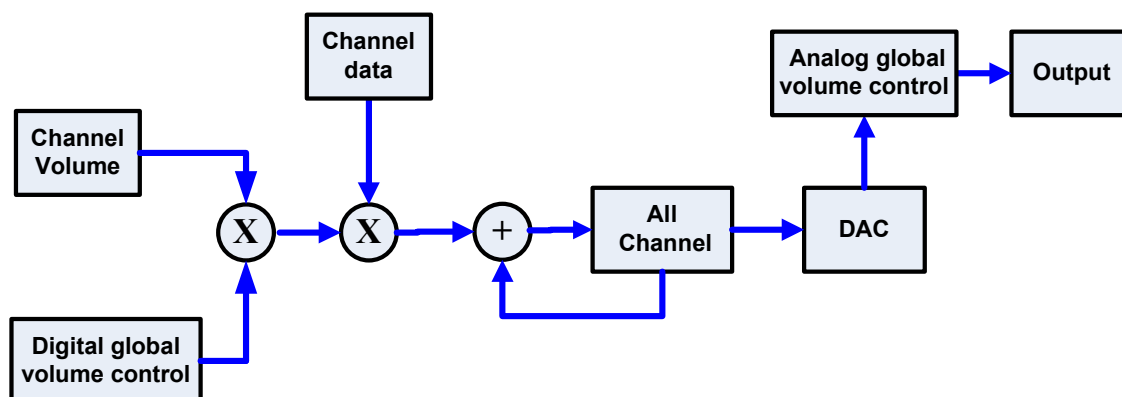 Channel
data
Analog global
volume control
Output
Channel
Volume
X
X
+
All
Channel
DAC
Digital global
volume control